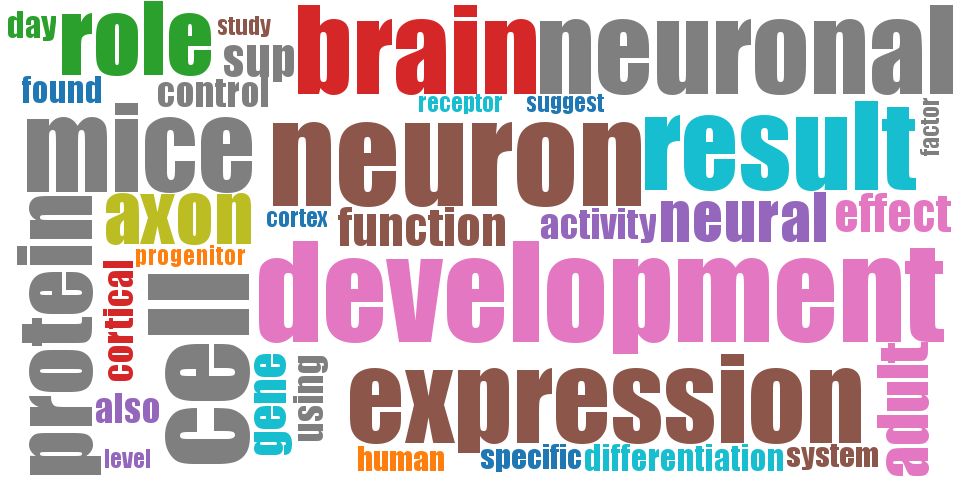 day
role
study
sup
brain
neuronal
found
control
receptor
suggest
factor
mice
neuron
result
axon
cortex
function
activity
neural
effect
protein
progenitor
cortical
cell
development
gene
using
expression
adult
also
level
human
specific
differentiation
system